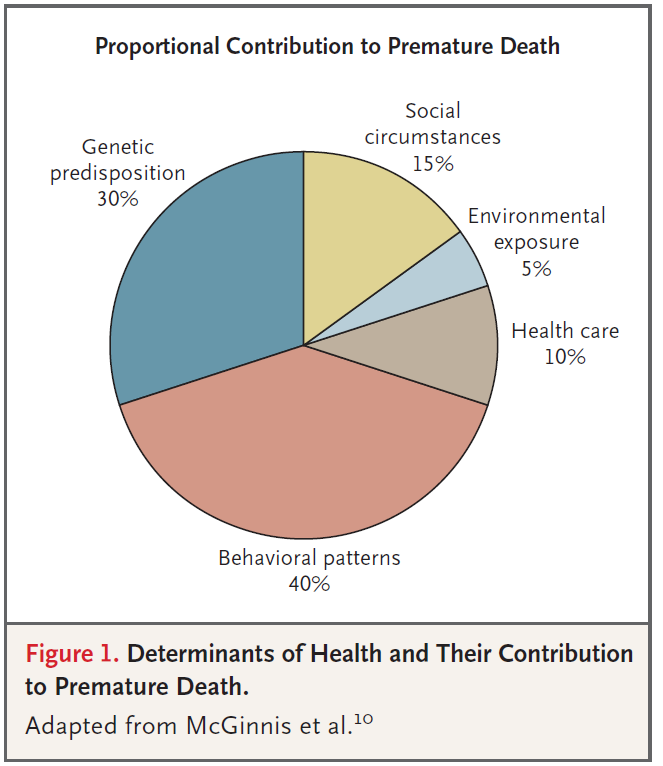 Proportional Contribution to Premature Death
Social
circumstances
15%
Genetic
predisposition
30%
Environmental
exposure
5%
Health care
10%
Behavioral patterns
40%
Figure 1. Determinants of Health and Their Contribution
to Premature Death.
Adapted from McGinnis et al.¹⁰